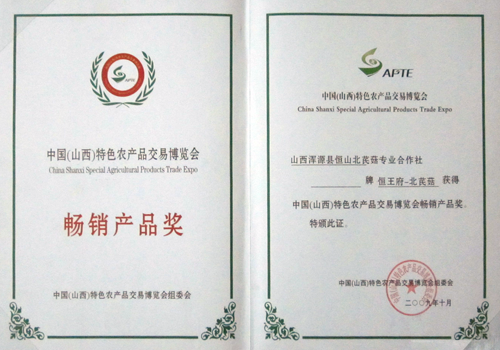 中国(山西)特色农产品交易博览会
China Shanxi Special Agricultural Products Trade Expo
畅销产品奖
中国(山西)特色农产品交易博览会组委会
APTE
中国(山西)特色农产品交易博览会
China Shanxi Special Agricultural Products Trade Expo
山西浑源县恒山北芪菇专业合作社
牌 恒王府-北芪菇 获得
中国(山西)特色农产品交易博览会畅销产品奖。
特颁此证。
中国(山西)特色农产品交易博览会组委会
二〇〇九年十月